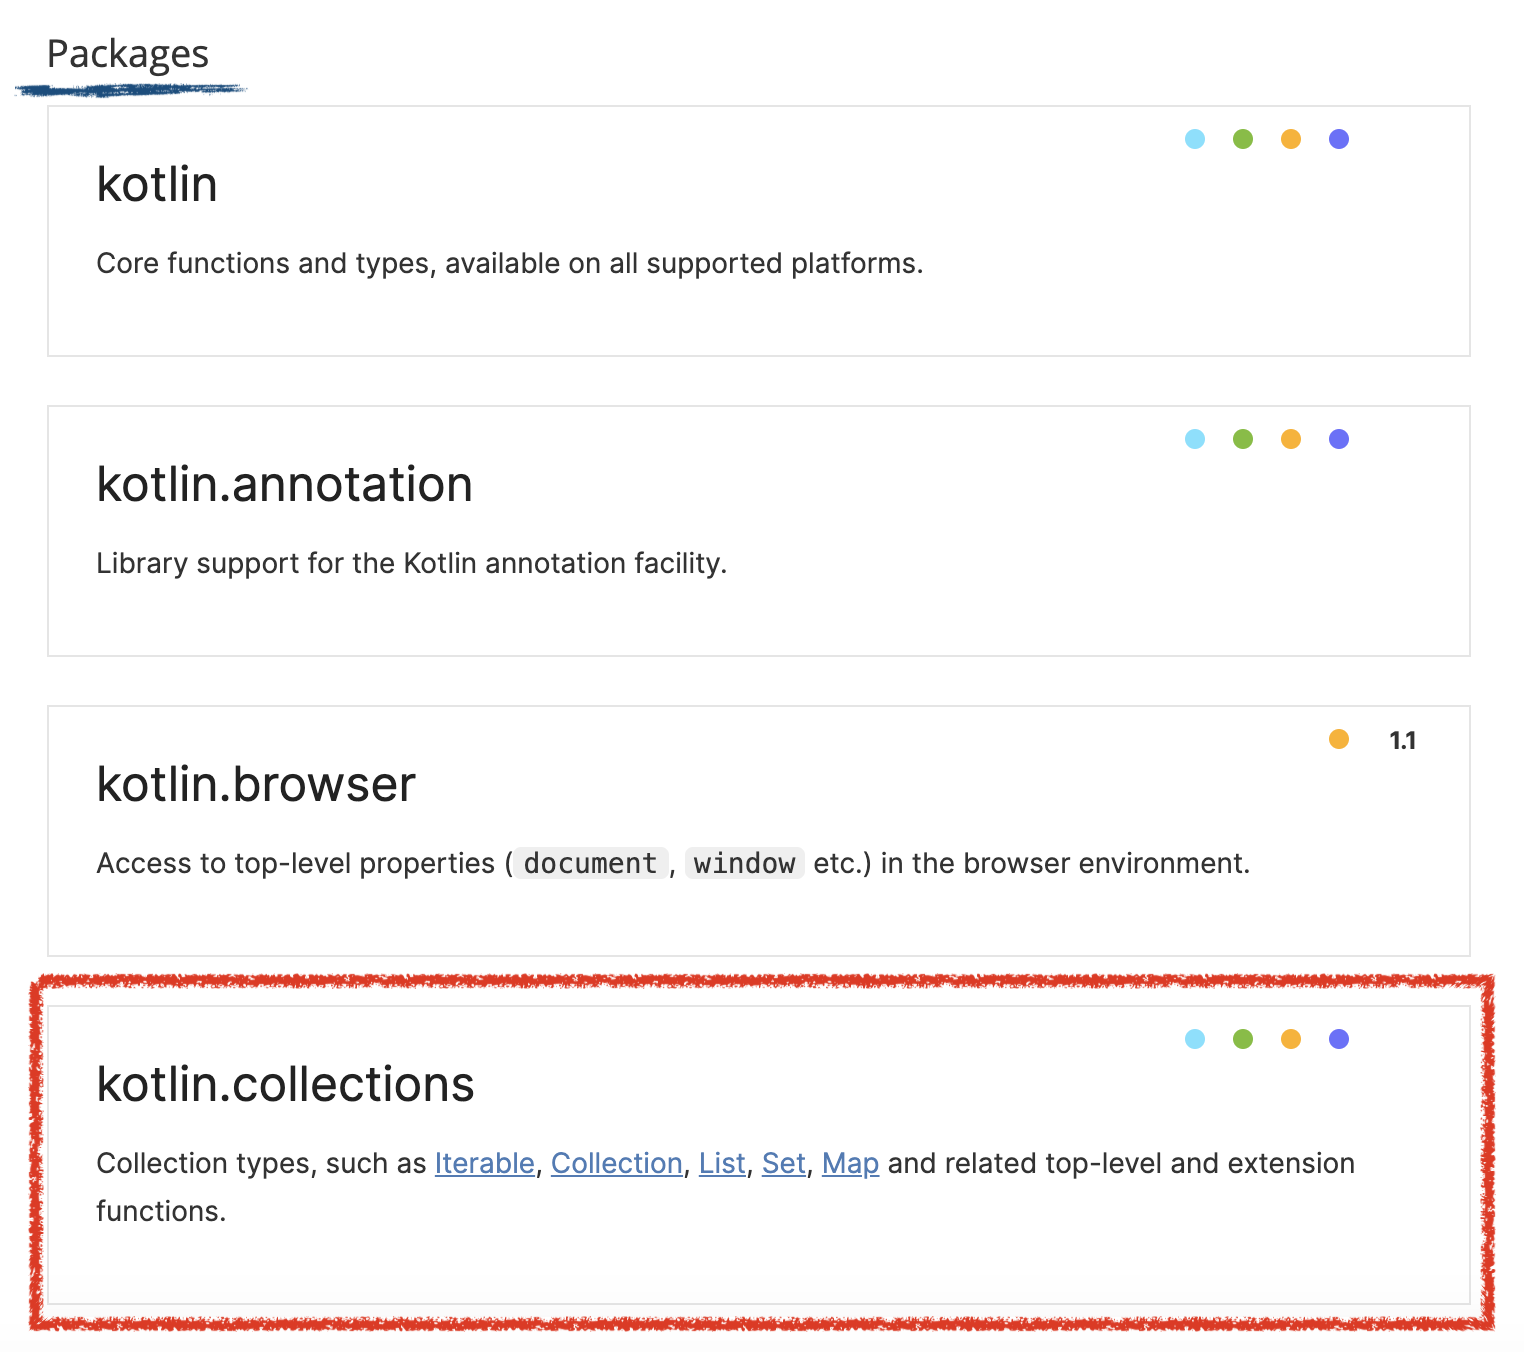 Packages
kotlin
Core functions and types, available on all supported platforms.
kotlin.annotation
Library support for the Kotlin annotation facility.
1.1
kotlin.browser
Access to top-level properties ( document, window etc.) in the browser environment.
kotlin.collections
Collection types, such as Iterable, Collection, List, Set, Map and related top-level and extension
functions.